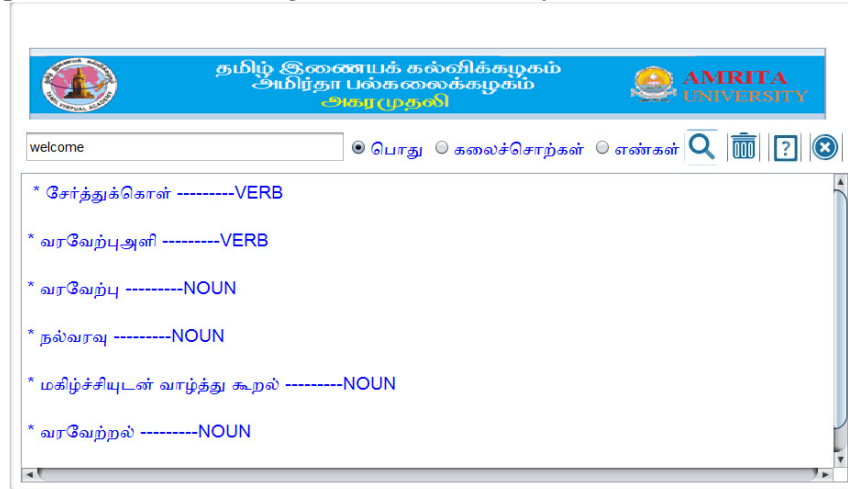 தமிழ் இணையக் கல்விக்கழகம்
அமிர்தா பல்கலைக்கழகம்
அகரமுதலி
AMRITA
UNIVERSITY
welcome
பொது கலைச்சொற்கள் எண்கள் ?
* சேர்த்துக்கொள் ---------VERB
* வரவேற்புஅளி ---------VERB
* வரவேற்பு ---------NOUN
* நல்வரவு ---------NOUN
* மகிழ்ச்சியுடன் வாழ்த்து கூறல் ---------NOUN
* வரவேற்றல் ---------NOUN